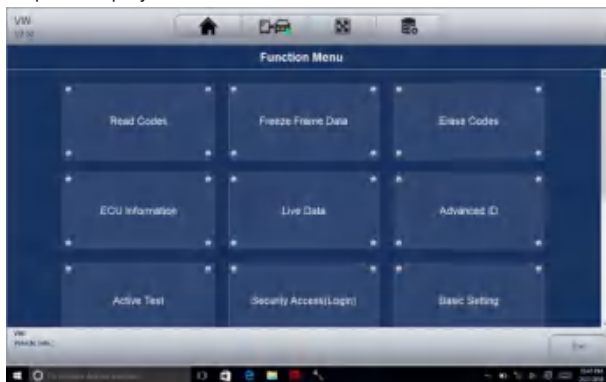 VW
Function Menu
Read Codes
Freeze Frame Data
Erase Codes
ECU Information
Live Data
Advanced ID
Active Test
Security Access(Login)
Basic Setting
VW